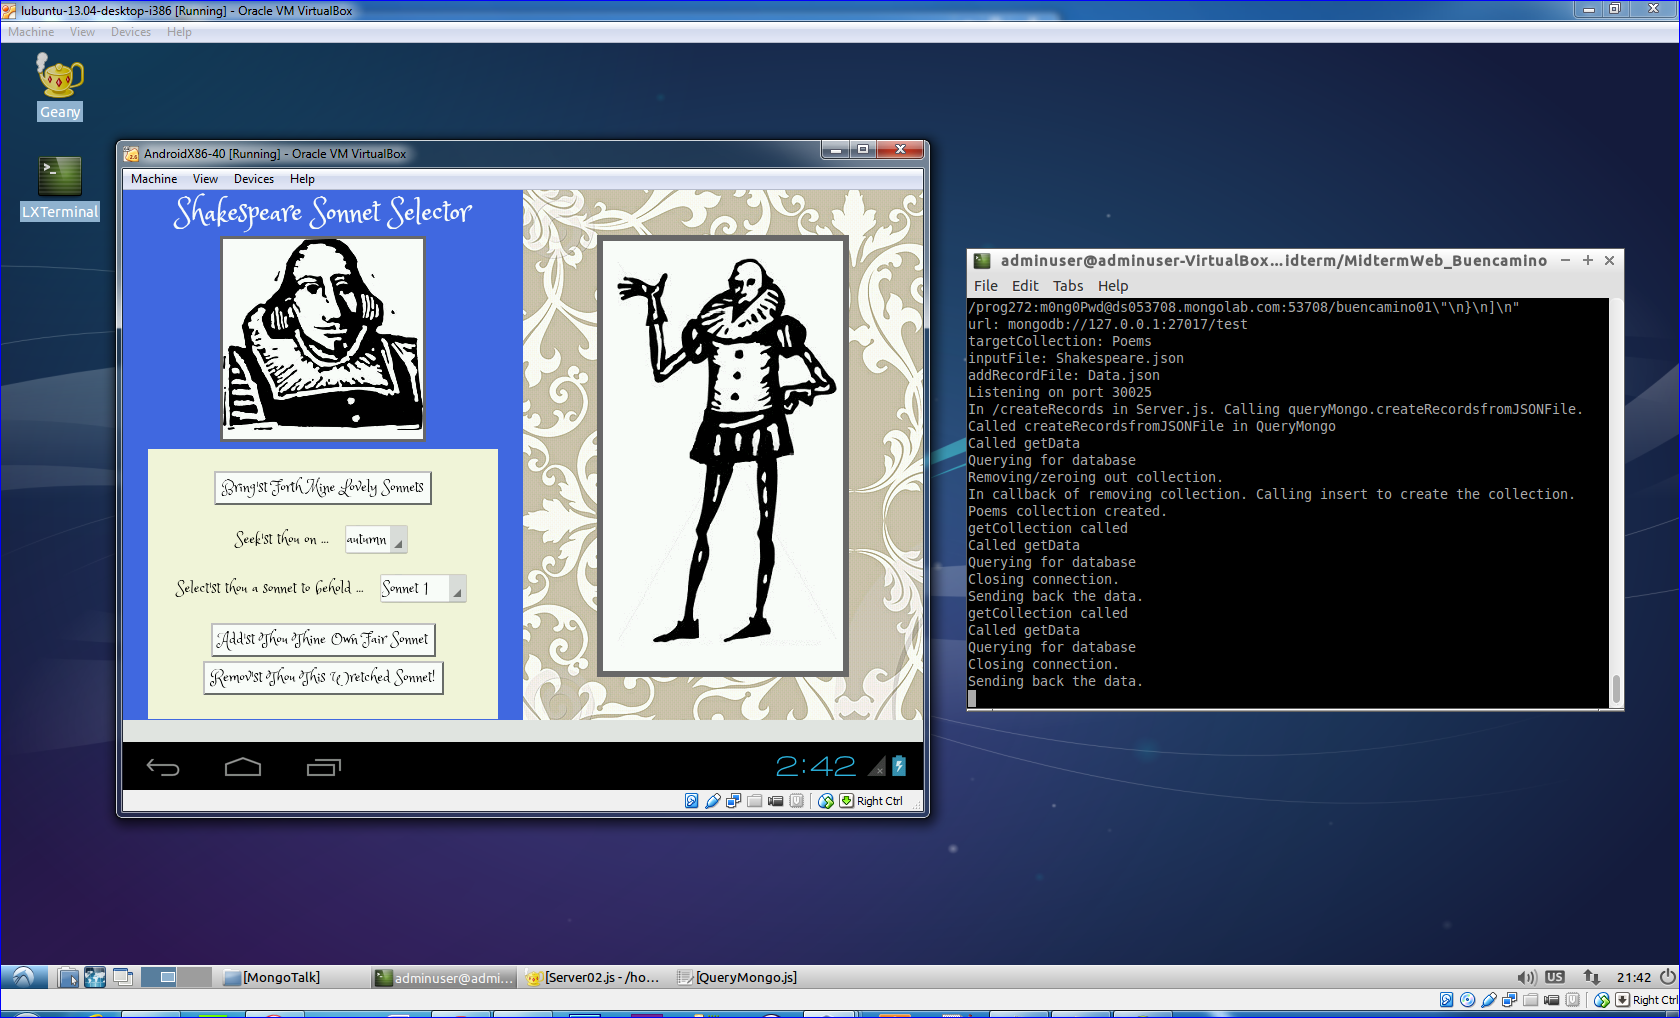 lubuntu-13.04-desktop-i386 [Running] - Oracle VM VirtualBox
Machine View Devices Help
Geany
LXTerminal
AndroidX86-40 [Running] - Oracle VM VirtualBox
Machine View Devices Help
Shakespeare Sonnet Selector
Bring'st Forth Mine Lovely Sonnets
Seek'st thou on ... autumn
Select'st thou a sonnet to behold ... Sonnet 1
Add'st Thou Thine Own Fair Sonnet
Remov'st Thou This Wretched Sonnet!
2:42
Right Ctrl
adminuser@adminuser-VirtualBox...idterm/MidtermWeb_Buencamino
File Edit Tabs Help
/prog272:m0ng0Pwd@ds053708.mongolab.com:53708/buencamino01\"\n}\n]\n"
url: mongodb://127.0.0.1:27017/test
targetCollection: Poems
inputFile: Shakespeare.json
addRecordFile: Data.json
Listening on port 30025
In /createRecords in Server.js. Calling queryMongo.createRecordsfromJSONFile.
Called createRecordsfromJSONFile in QueryMongo
Called getData
Querying for database
Removing/zeroing out collection.
In callback of removing collection. Calling insert to create the collection.
Poems collection created.
getCollection called
Called getData
Querying for database
Closing connection.
Sending back the data.
getCollection called
Called getData
Querying for database
Closing connection.
Sending back the data.
[MongoTalk] adminuser@admi... [Server02.js - /ho... [QueryMongo.js] US 21:42
Right Ctrl